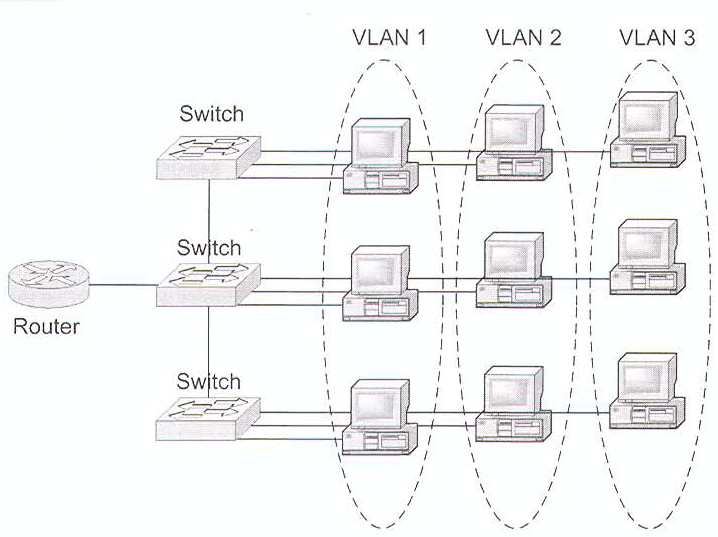 VLAN 1
VLAN 2
VLAN 3
Switch
Switch
Router
Switch